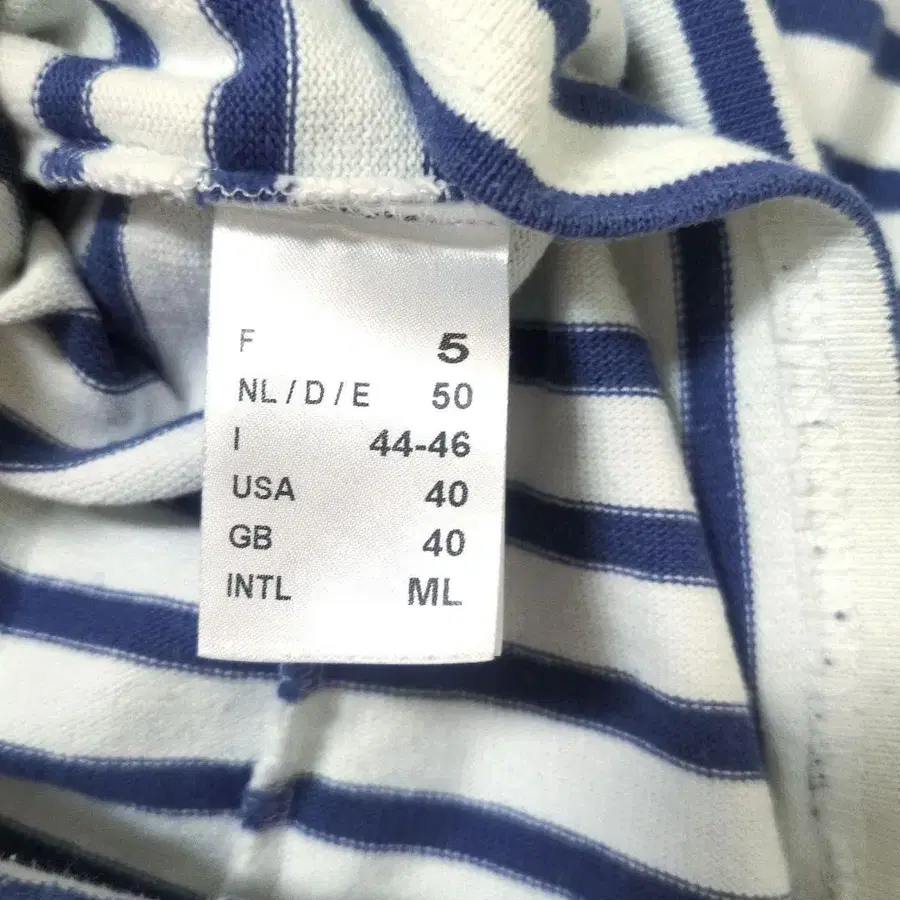 F 5
NL / D / E 50
I 44-46
USA 40
GB 40
INTL ML